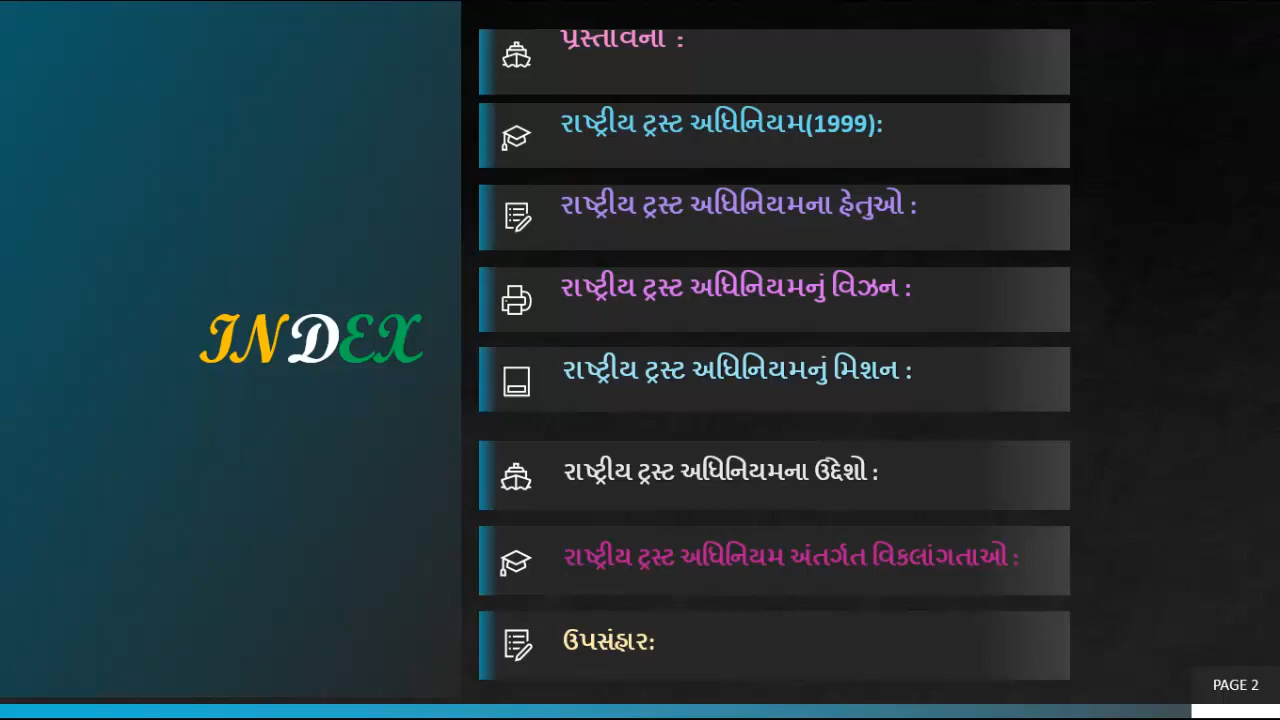 INDEX
પ્રસ્તાવના :
રાષ્ટ્રીય ટ્રસ્ટ અધિનિયમ(1999):
રાષ્ટ્રીય ટ્રસ્ટ અધિનિયમના હેતુઓ :
રાષ્ટ્રીય ટ્રસ્ટ અધિનિયમનું વિઝન :
રાષ્ટ્રીય ટ્રસ્ટ અધિનિયમનું મિશન :
રાષ્ટ્રીય ટ્રસ્ટ અધિનિયમના ઉદ્દેશો :
રાષ્ટ્રીય ટ્રસ્ટ અધિનિયમ અંતર્ગત વિકલાંગતાઓ :
ઉપસંહાર:
PAGE 2